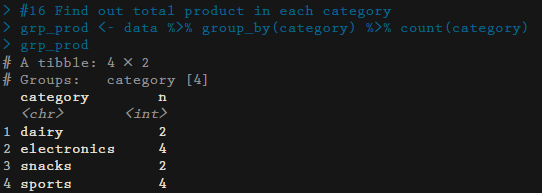 > #16 Find out total product in each category
> grp_prod <- data %>% group_by(category) %>% count(category)
> grp_prod
# A tibble: 4 × 2
# Groups:   category [4]
  category        n
  <chr>       <int>
1 dairy           2
2 electronics     4
3 snacks          2
4 sports          4